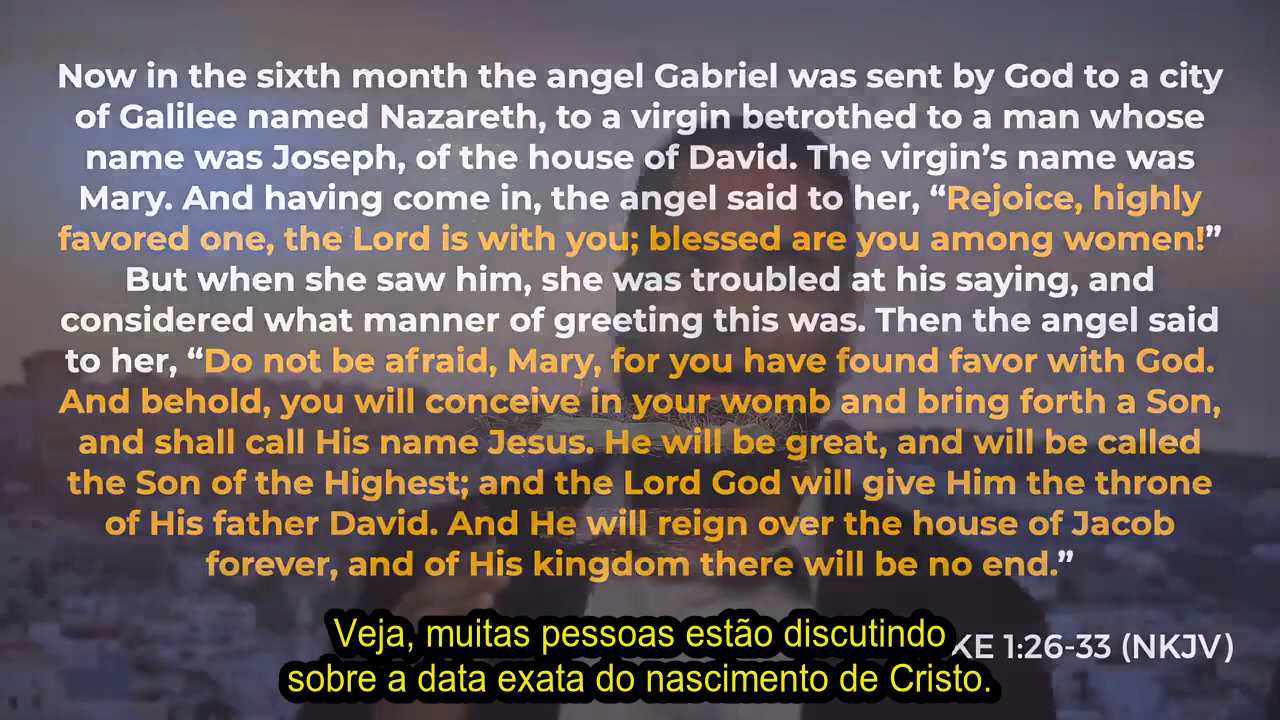 Now in the sixth month the angel Gabriel was sent by God to a city
of Galilee named Nazareth, to a virgin betrothed to a man whose
name was Joseph, of the house of David. The virgin’s name was
Mary. And having come in, the angel said to her, “Rejoice, highly
favored one, the Lord is with you; blessed are you among women!”
But when she saw him, she was troubled at his saying, and
considered what manner of greeting this was. Then the angel said
to her, “Do not be afraid, Mary, for you have found favor with God.
And behold, you will conceive in your womb and bring forth a Son,
and shall call His name Jesus. He will be great, and will be called
the Son of the Highest; and the Lord God will give Him the throne
of His father David. And He will reign over the house of Jacob
forever, and of His kingdom there will be no end.”
1:26-33 (NKJV)
Veja, muitas pessoas estão discutindo
sobre a data exata do nascimento de Cristo.